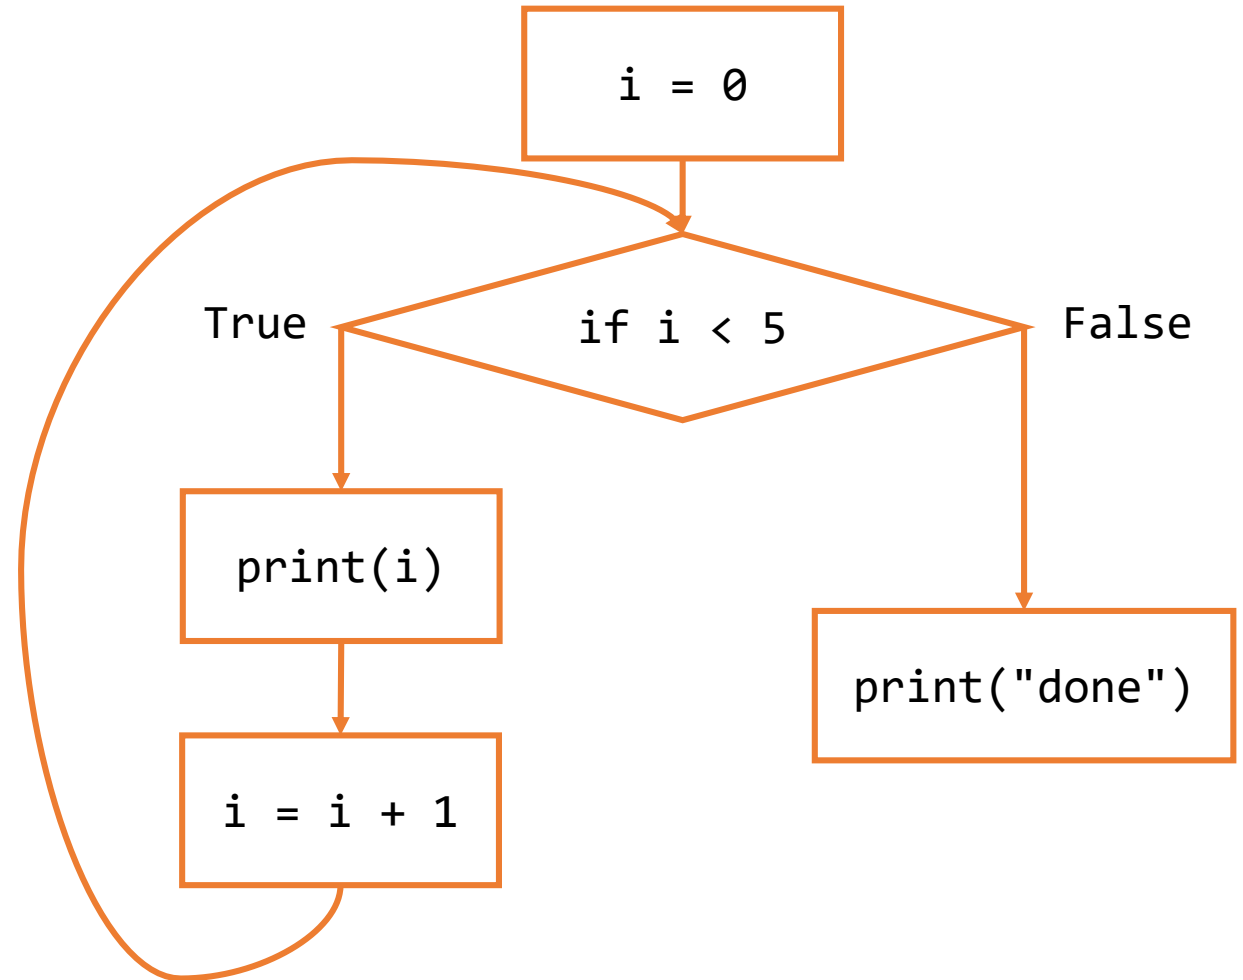 i = 0
True
if i < 5
False
print(i)
print("done")
i = i + 1